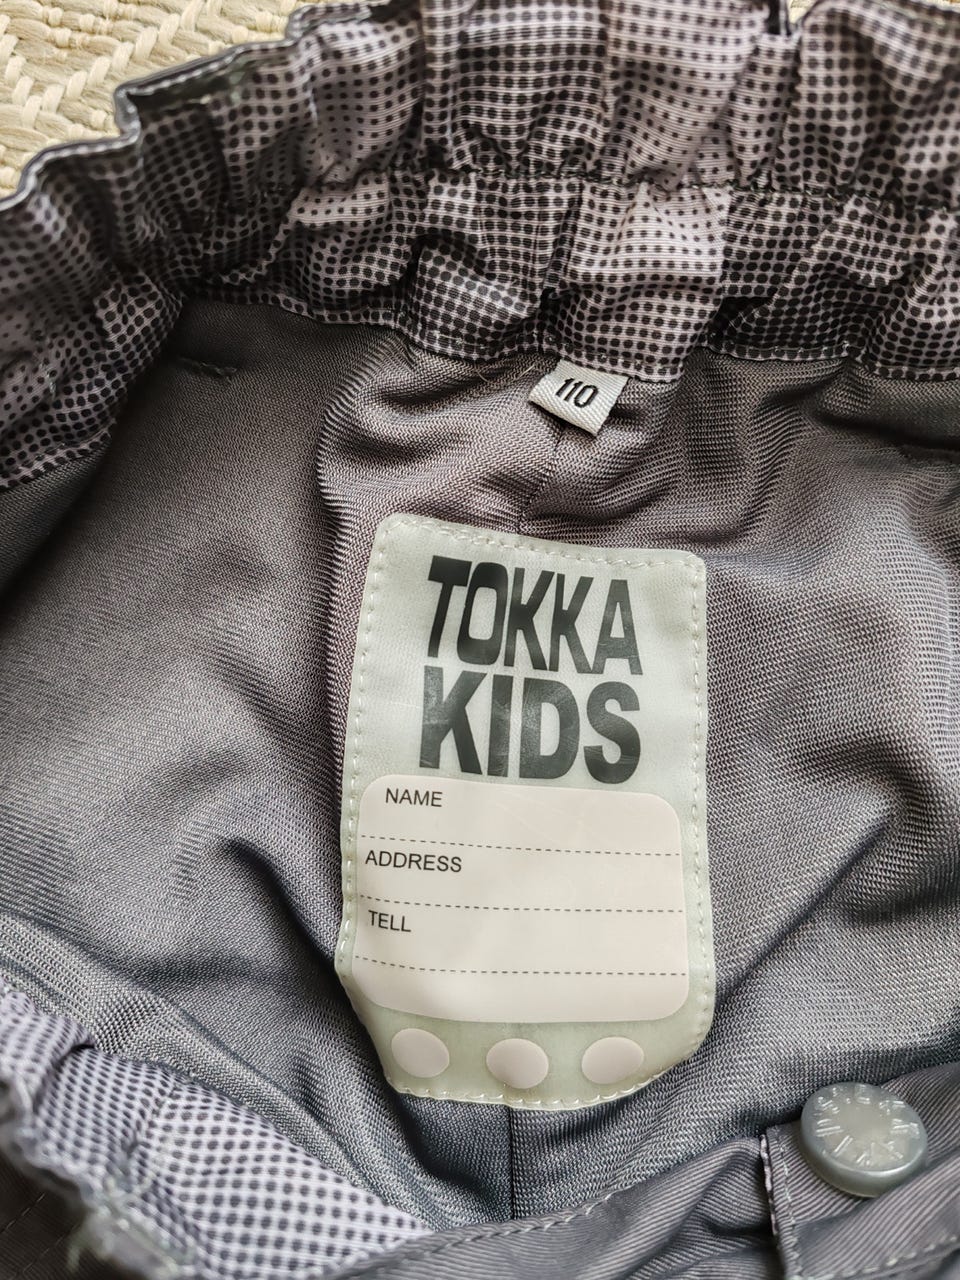 110
TOKKA
KIDS
NAME
ADDRESS
TELL